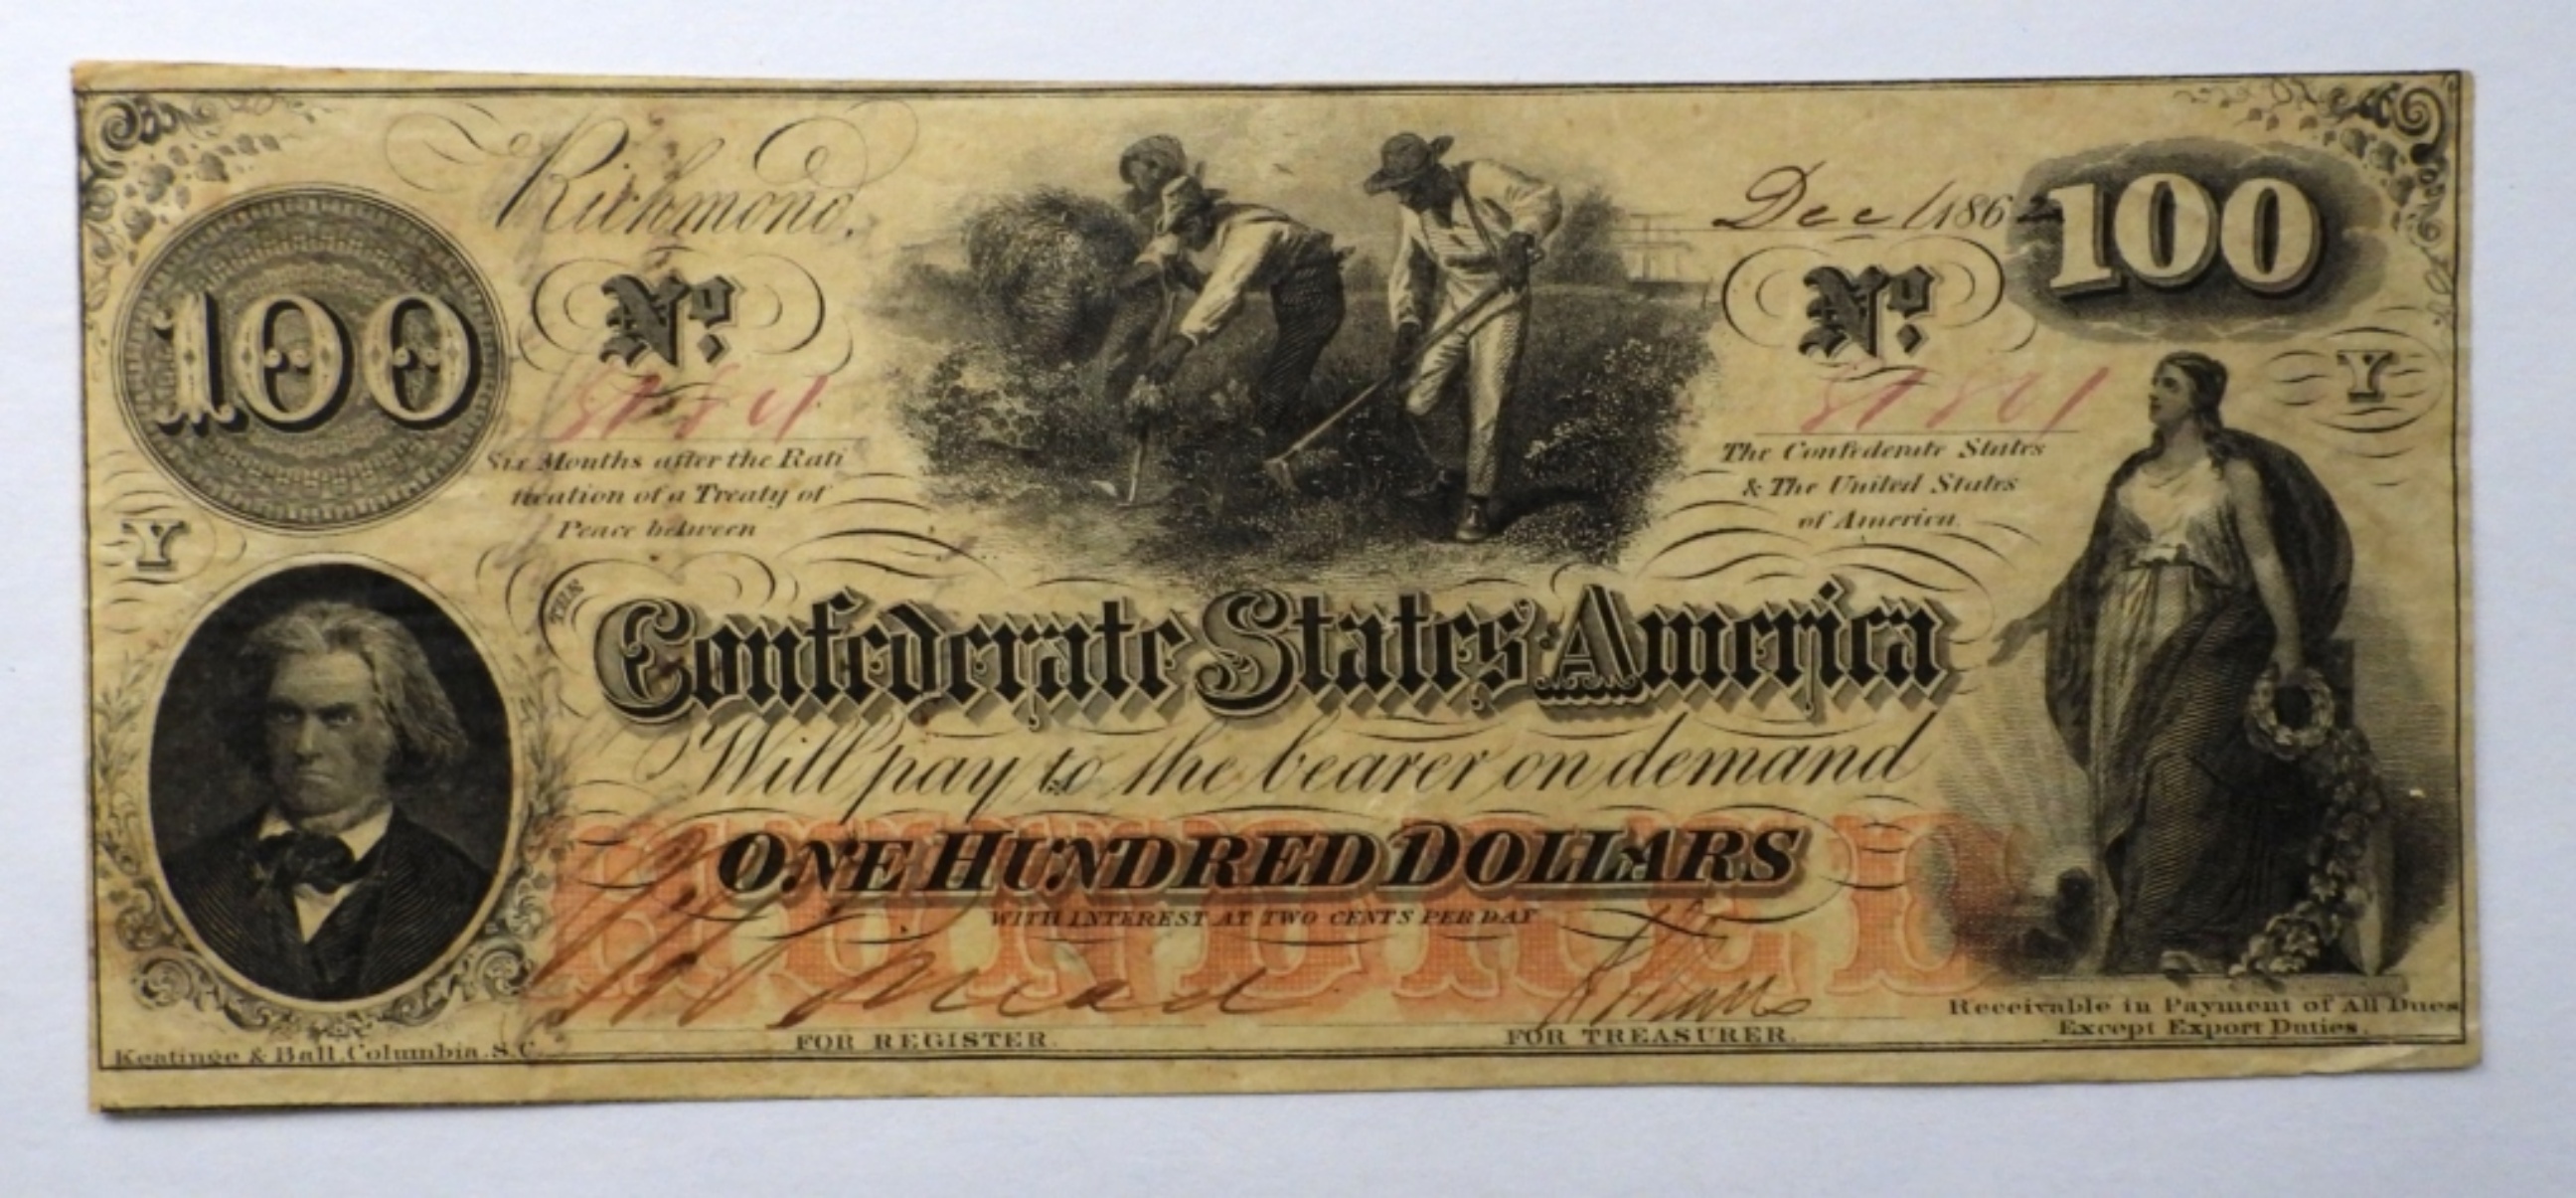 Richmond,
Dec 1, 186
100
100
No.
No.
Y
Six Months after the Rati
fication of a Treaty of
Peace between
The Confederate States
& The United States
of America.
Y
THE
Confederate States America
Will pay to the bearer on demand
HUNDRED
ONE HUNDRED DOLLARS
WITH INTEREST AT TWO CENTS PER DAY
FOR REGISTER.
FOR TREASURER.
Receivable in Payment of All Dues
Except Export Duties.
Keatinge & Ball, Columbia, S.C.